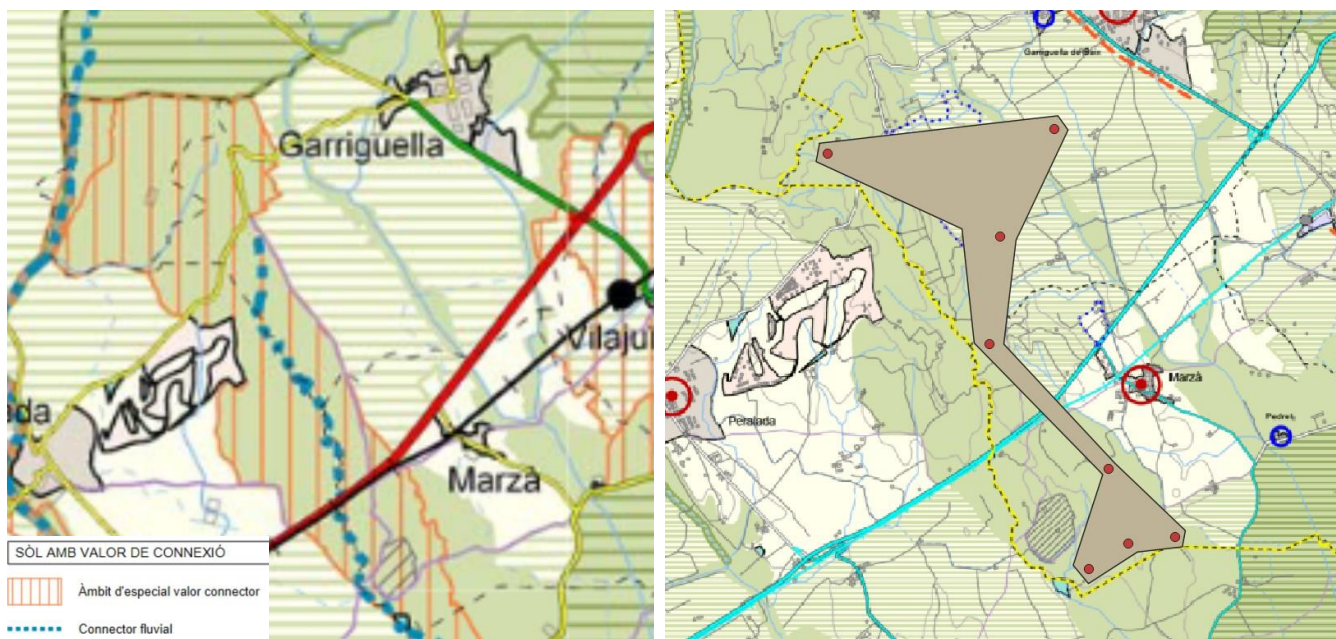 Garriguella
Vilajuï
ada
Marzà
SÒL AMB VALOR DE CONNEXIÓ
Àmbit d'especial valor connector
Connector fluvial
Garriguella de Baix
Marzà
Pedret
Peralada